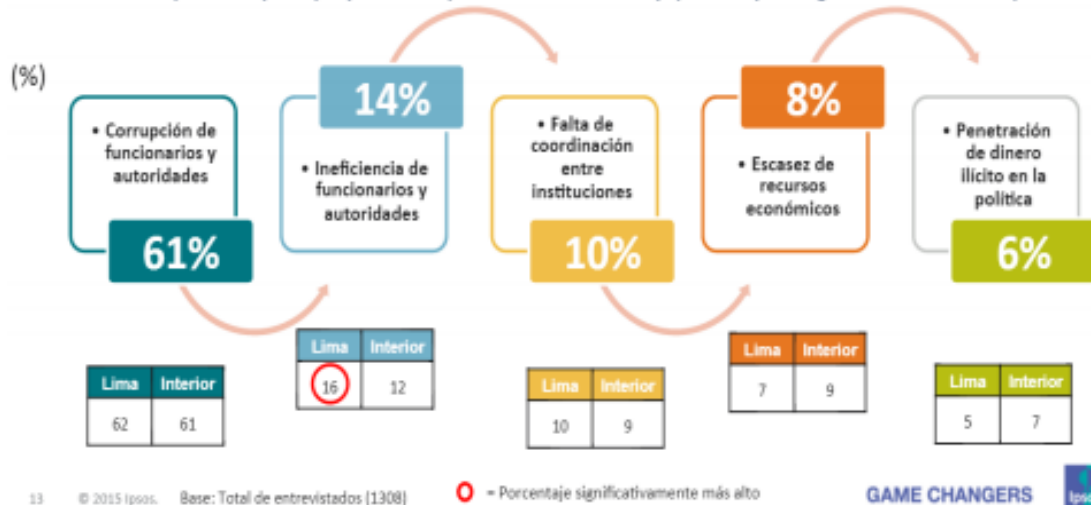 (%)
• Corrupción de
funcionarios y
autoridades
61%
14%
• Ineficiencia de
funcionarios y
autoridades
• Falta de
coordinación
entre
instituciones
10%
8%
• Escasez de
recursos
económicos
• Penetración
de dinero
ilícito en la
política
6%
Lima Interior
62 61
Lima Interior
16 12
Lima Interior
10 9
Lima Interior
7 9
Lima Interior
5 7
13 © 2015 Ipsos. Base: Total de entrevistados (1308) = Porcentaje significativamente más alto GAME CHANGERS